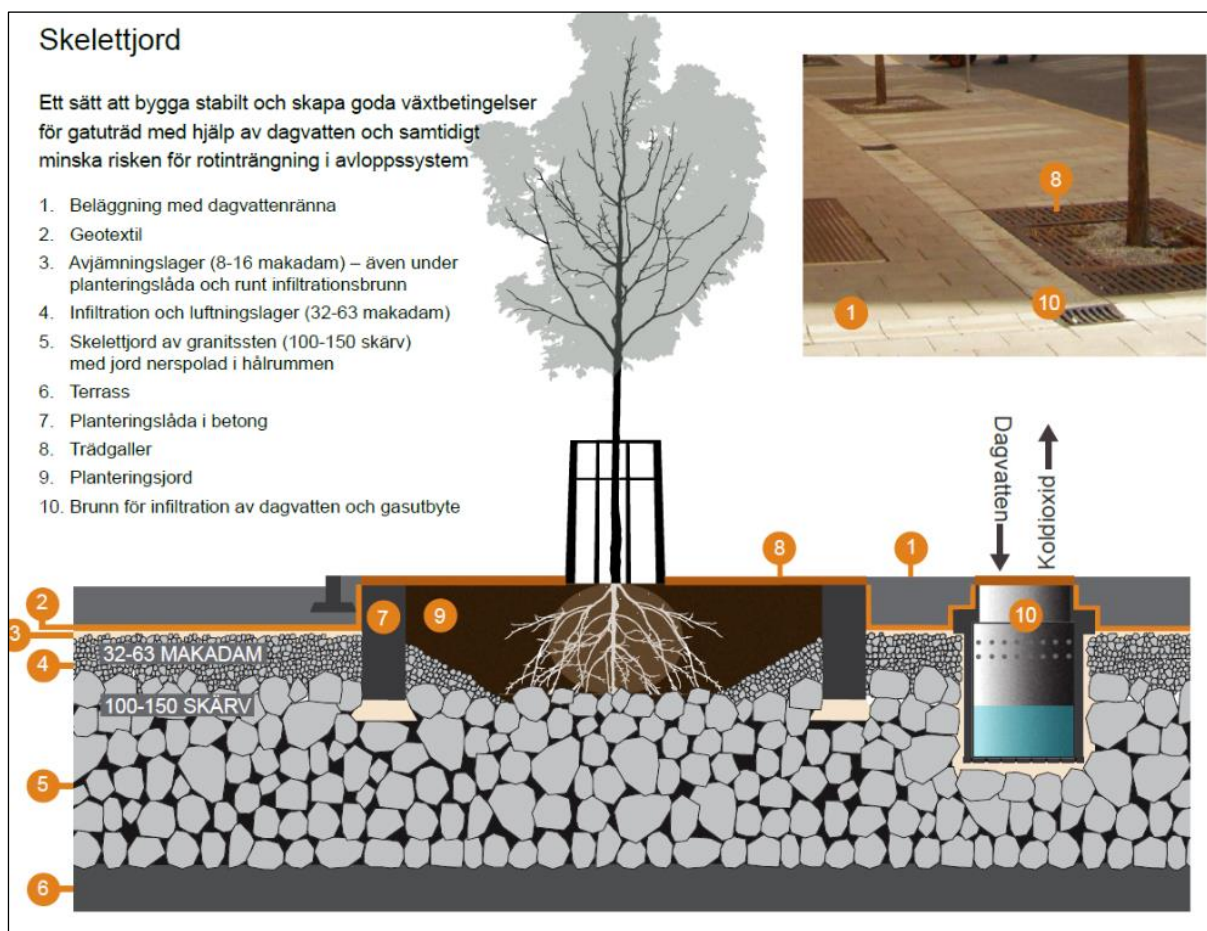 Skelettjord
Ett sätt att bygga stabilt och skapa goda växtbetingelser
för gatuträd med hjälp av dagvatten och samtidigt
minska risken för rotinträngning i avloppssystem
1. Beläggning med dagvattenränna
2. Geotextil
3. Avjämningslager (8-16 makadam) – även under
planteringslåda och runt infiltrationsbrunn
4. Infiltration och luftningslager (32-63 makadam)
5. Skelettjord av granitssten (100-150 skärv)
med jord nerspolad i hålrummen
6. Terrass
7. Planteringslåda i betong
8. Trädgaller
9. Planteringsjord
10. Brunn för infiltration av dagvatten och gasutbyte
8
10
1
Dagvatten
Koldioxid
8
1
2
7
9
10
3
32-63 MAKADAM
4
100-150 SKÄRV
5
6